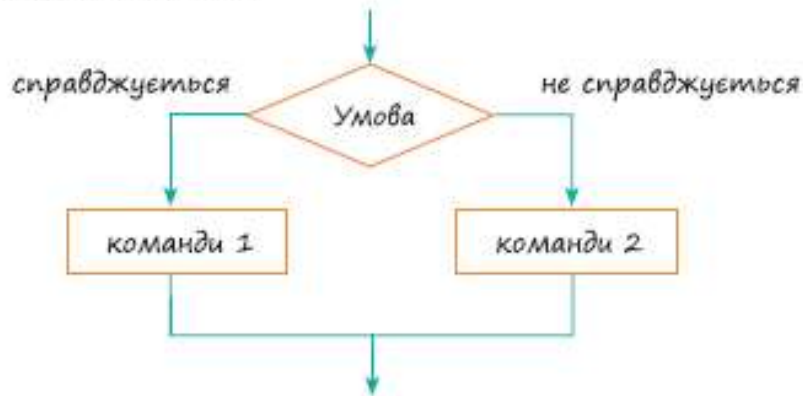 справджується
не справджується
Умова
команди 1
команди 2